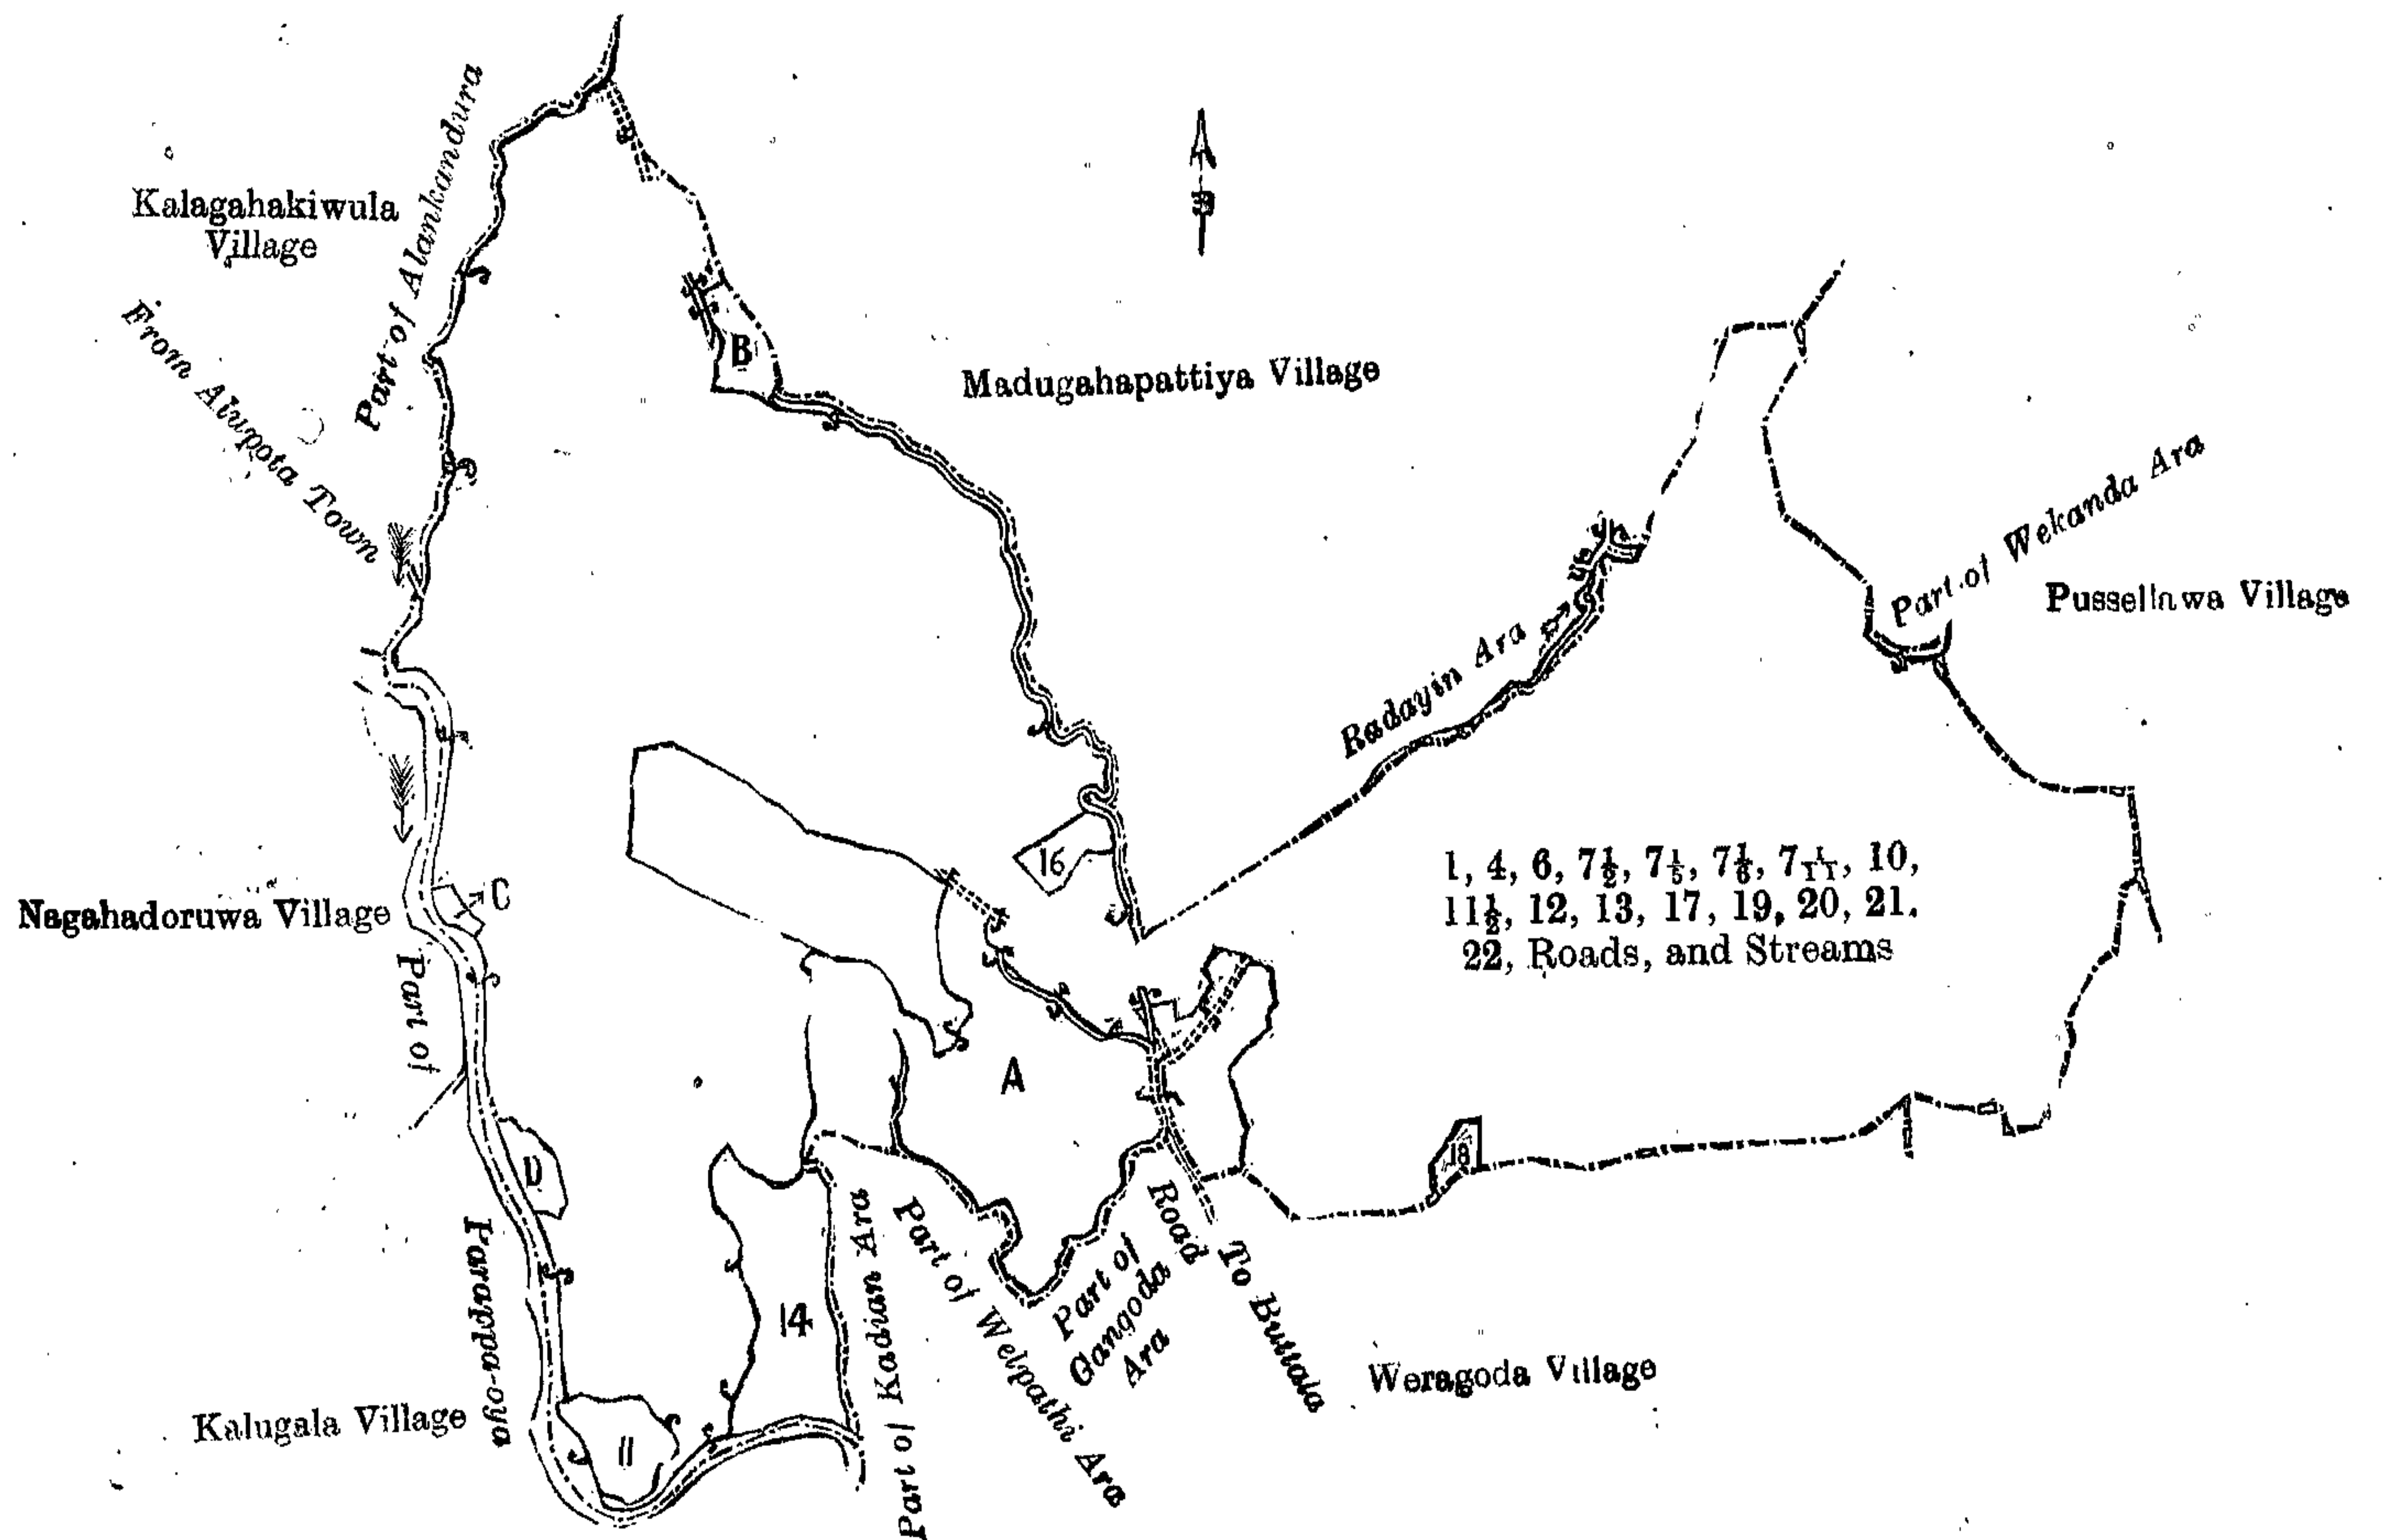 Kalagahakiwula
Village
Part of Alankandura
From Alupota Town
B
Madugahapattiya Village
Part of Wekanda Ara
Pussellawa Village
Radayin Ara
16
1, 4, 6, 7½, 7⅕, 7⅙, 7 1/11, 10,
11½, 12, 13, 17, 19, 20, 21,
22, Roads, and Streams
C
Nagahadoruwa Village
Part of
A
D
18
Parappa-oya
14
Part of Kadian Ara
Part of Welpathi Ara
Part of
Gangoda
Ara
Road
To Buttala
Weragoda Village
Kalugala Village
11